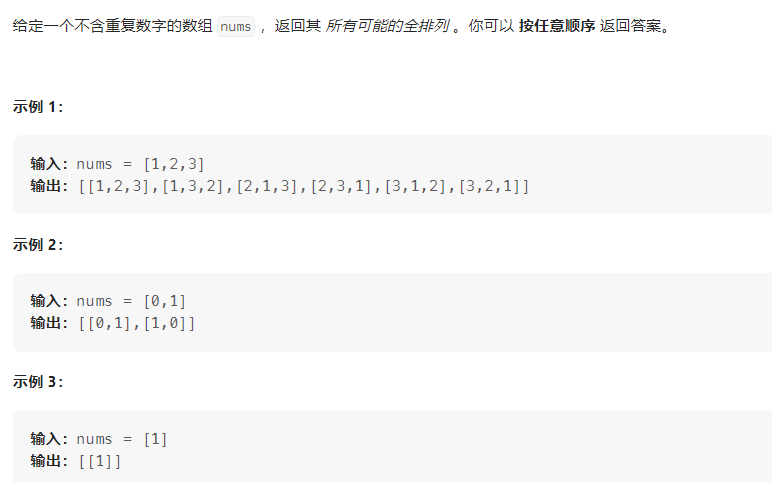 给定一个不含重复数字的数组 nums ，返回其 所有可能的全排列 。你可以 按任意顺序 返回答案。
示例 1：
输入：nums = [1,2,3]
输出：[[1,2,3],[1,3,2],[2,1,3],[2,3,1],[3,1,2],[3,2,1]]
示例 2：
输入：nums = [0,1]
输出：[[0,1],[1,0]]
示例 3：
输入：nums = [1]
输出：[[1]]